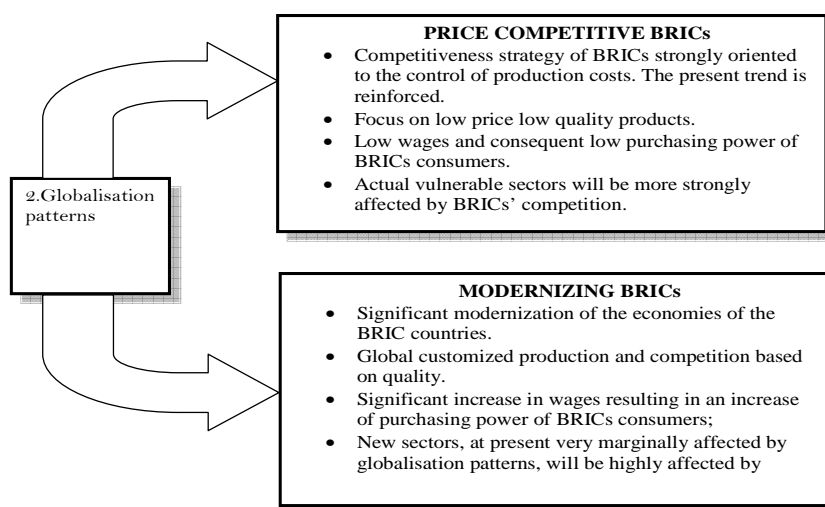 2.Globalisation
patterns
PRICE COMPETITIVE BRICs
• Competitiveness strategy of BRICs strongly oriented
to the control of production costs. The present trend is
reinforced.
• Focus on low price low quality products.
• Low wages and consequent low purchasing power of
BRICs consumers.
• Actual vulnerable sectors will be more strongly
affected by BRICs’ competition.
MODERNIZING BRICs
• Significant modernization of the economies of the
BRIC countries.
• Global customized production and competition based
on quality.
• Significant increase in wages resulting in an increase
of purchasing power of BRICs consumers;
• New sectors, at present very marginally affected by
globalisation patterns, will be highly affected by